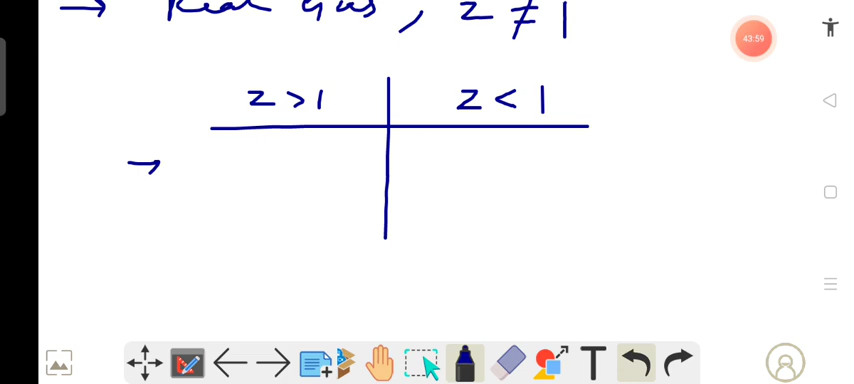 → Real gas, Z ≠ 1
43:59
Z > 1 Z < 1
→
T